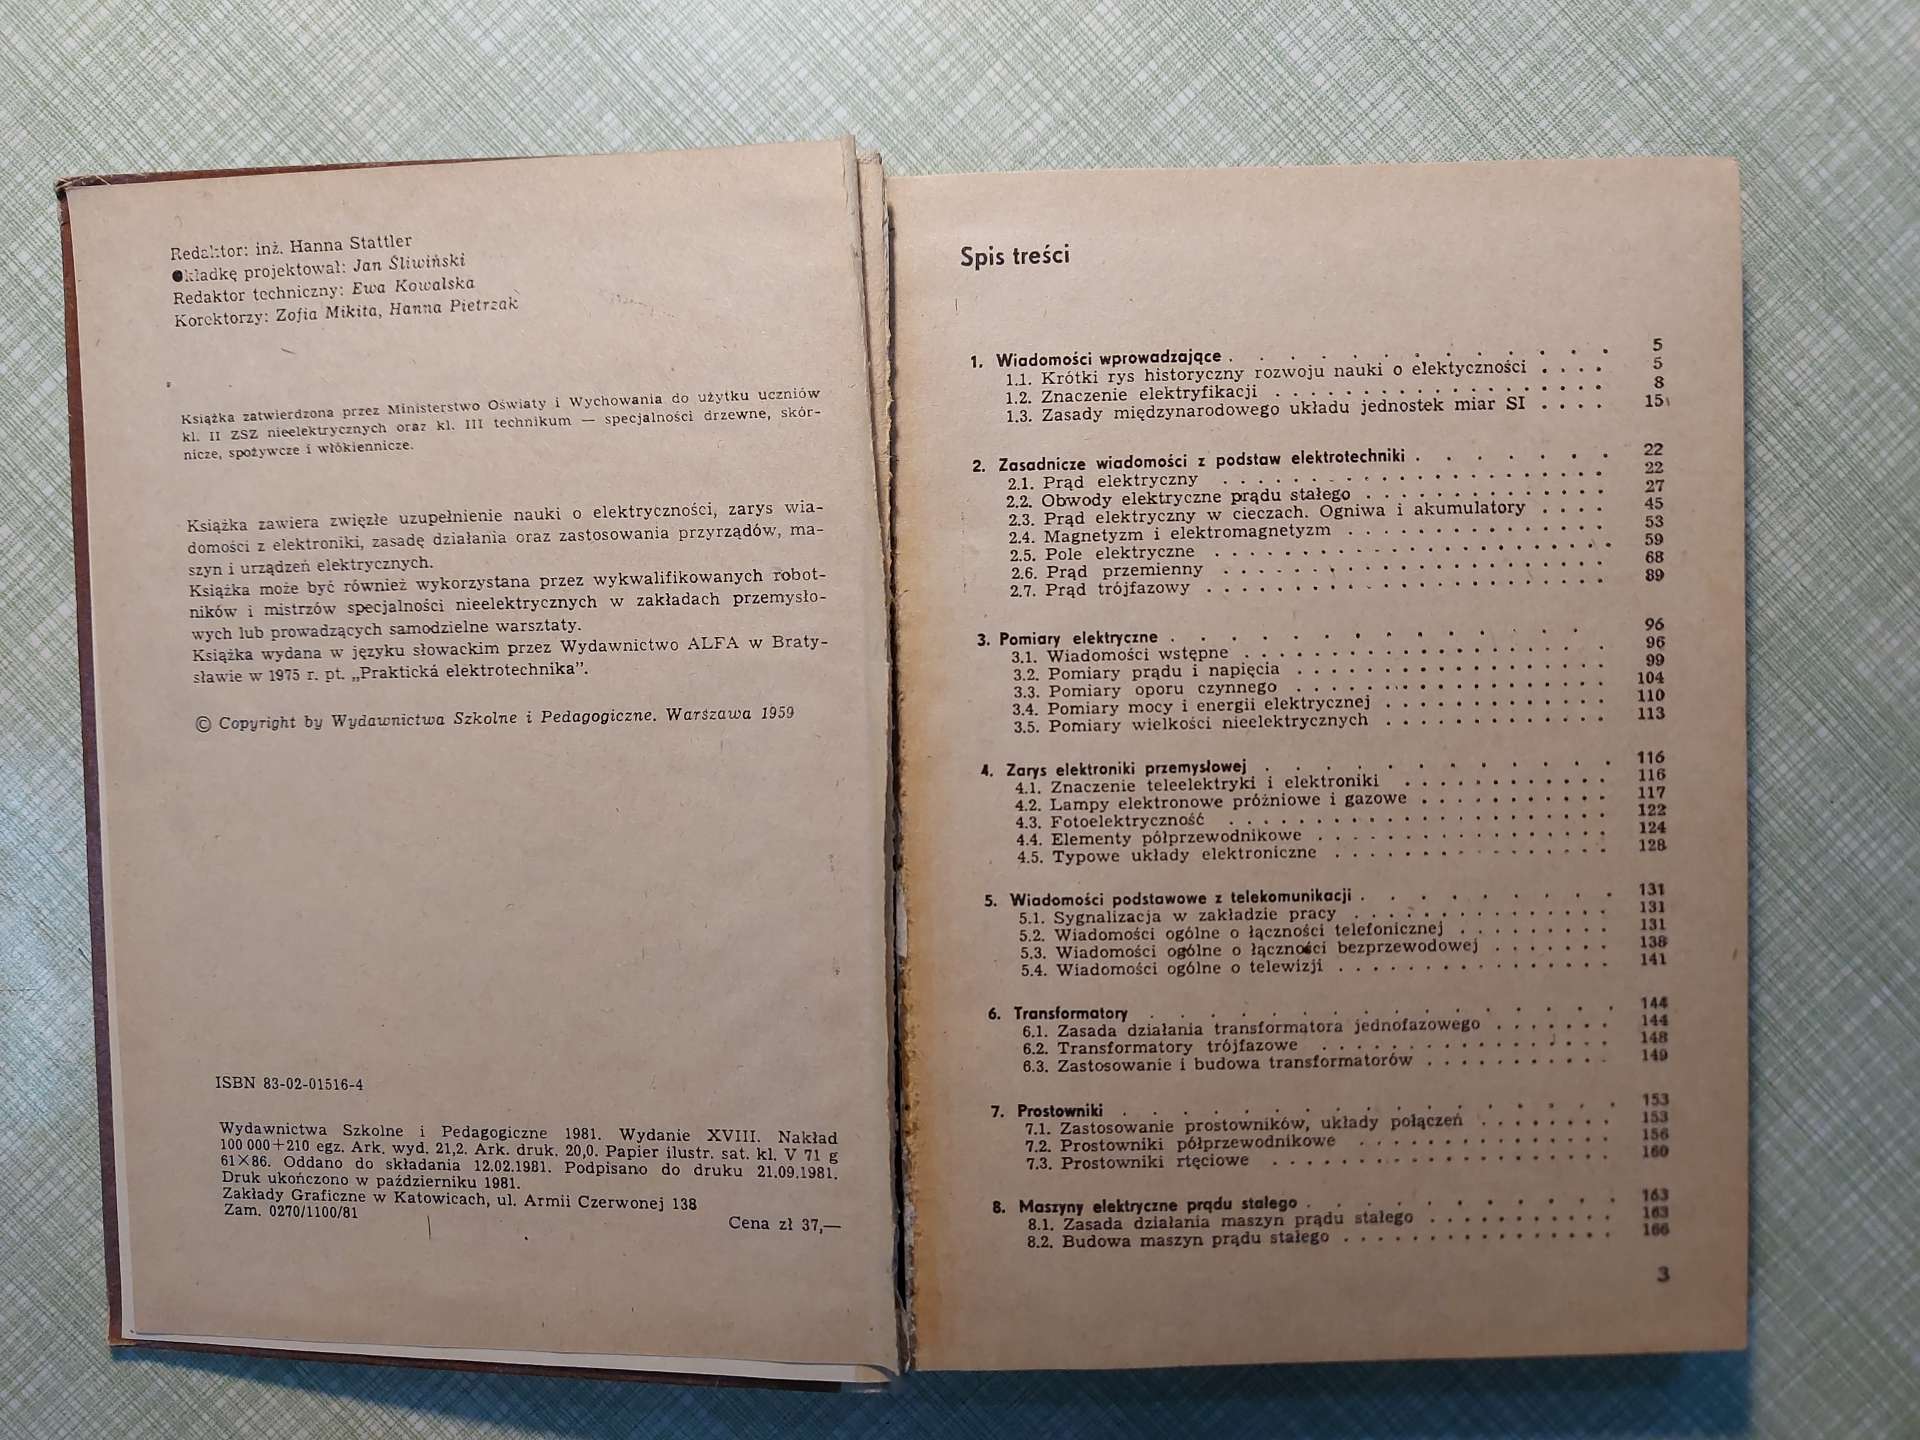 Redaktor: inż. Hanna Stattler
Okładkę projektował: Jan Śliwiński
Redaktor techniczny: Ewa Kowalska
Korektorzy: Zofia Mikita, Hanna Pietrzak
Książka zatwierdzona przez Ministerstwo Oświaty i Wychowania do użytku uczniów
kl. II ZSZ nieelektrycznych oraz kl. III technikum — specjalności drzewne, skór-
nicze, spożywcze i włókiennicze.
Książka zawiera zwięzłe uzupełnienie nauki o elektryczności, zarys wia-
domości z elektroniki, zasadę działania oraz zastosowania przyrządów, ma-
szyn i urządzeń elektrycznych.
Książka może być również wykorzystana przez wykwalifikowanych robot-
ników i mistrzów specjalności nieelektrycznych w zakładach przemysło-
wych lub prowadzących samodzielne warsztaty.
Książka wydana w języku słowackim przez Wydawnictwo ALFA w Braty-
sławie w 1975 r. pt. „Praktická elektrotechnika”.
© Copyright by Wydawnictwa Szkolne i Pedagogiczne. Warszawa 1959
ISBN 83-02-01516-4
Wydawnictwa Szkolne i Pedagogiczne 1981. Wydanie XVIII. Nakład
100 000+210 egz. Ark. wyd. 21,2. Ark. druk. 20,0. Papier ilustr. sat. kl. V 71 g
61×86. Oddano do składania 12.02.1981. Podpisano do druku 21.09.1981.
Druk ukończono w październiku 1981.
Zakłady Graficzne w Katowicach, ul. Armii Czerwonej 138
Zam. 0270/1100/81
Cena zł 37,—
Spis treści
1. Wiadomości wprowadzające . . . . . . . . . . . . 5
1.1. Krótki rys historyczny rozwoju nauki o elektyczności . . . . 5
1.2. Znaczenie elektryfikacji . . . . . . . . . . . . 8
1.3. Zasady międzynarodowego układu jednostek miar SI . . . . 15
2. Zasadnicze wiadomości z podstaw elektrotechniki . . . . . . 22
2.1. Prąd elektryczny . . . . . . . . . . . . 22
2.2. Obwody elektryczne prądu stałego . . . . . . . . . . . . 27
2.3. Prąd elektryczny w cieczach. Ogniwa i akumulatory . . . . 45
2.4. Magnetyzm i elektromagnetyzm . . . . . . . . . . . . 53
2.5. Pole elektryczne . . . . . . . . . . . . 59
2.6. Prąd przemienny . . . . . . . . . . . . 68
2.7. Prąd trójfazowy . . . . . . . . . . . . 89
3. Pomiary elektryczne . . . . . . . . . . . . 96
3.1. Wiadomości wstępne . . . . . . . . . . . . 96
3.2. Pomiary prądu i napięcia . . . . . . . . . . . . 99
3.3. Pomiary oporu czynnego . . . . . . . . . . . . 104
3.4. Pomiary mocy i energii elektrycznej . . . . . . . . . . . . 110
3.5. Pomiary wielkości nieelektrycznych . . . . . . . . . . . . 113
4. Zarys elektroniki przemysłowej . . . . . . . . . . . . 116
4.1. Znaczenie teleelektryki i elektroniki . . . . . . . . . . . . 116
4.2. Lampy elektronowe próżniowe i gazowe . . . . . . . . . . . 117
4.3. Fotoelektryczność . . . . . . . . . . . . 122
4.4. Elementy półprzewodnikowe . . . . . . . . . . . . 124
4.5. Typowe układy elektroniczne . . . . . . . . . . . . 128
5. Wiadomości podstawowe z telekomunikacji . . . . . . . . . 131
5.1. Sygnalizacja w zakładzie pracy . . . . . . . . . . . . 131
5.2. Wiadomości ogólne o łączności telefonicznej . . . . . . . . . 131
5.3. Wiadomości ogólne o łączności bezprzewodowej . . . . . . . 138
5.4. Wiadomości ogólne o telewizji . . . . . . . . . . . . 141
6. Transformatory . . . . . . . . . . . . 144
6.1. Zasada działania transformatora jednofazowego . . . . . . . 144
6.2. Transformatory trójfazowe . . . . . . . . . . . . 148
6.3. Zastosowanie i budowa transformatorów . . . . . . . . . . . 149
7. Prostowniki . . . . . . . . . . . . 153
7.1. Zastosowanie prostowników, układy połączeń . . . . . . . . 153
7.2. Prostowniki półprzewodnikowe . . . . . . . . . . . . 156
7.3. Prostowniki rtęciowe . . . . . . . . . . . . 160
8. Maszyny elektryczne prądu stałego . . . . . . . . . . . 163
8.1. Zasada działania maszyn prądu stałego . . . . . . . . . . . 163
8.2. Budowa maszyn prądu stałego . . . . . . . . . . . . 166
3